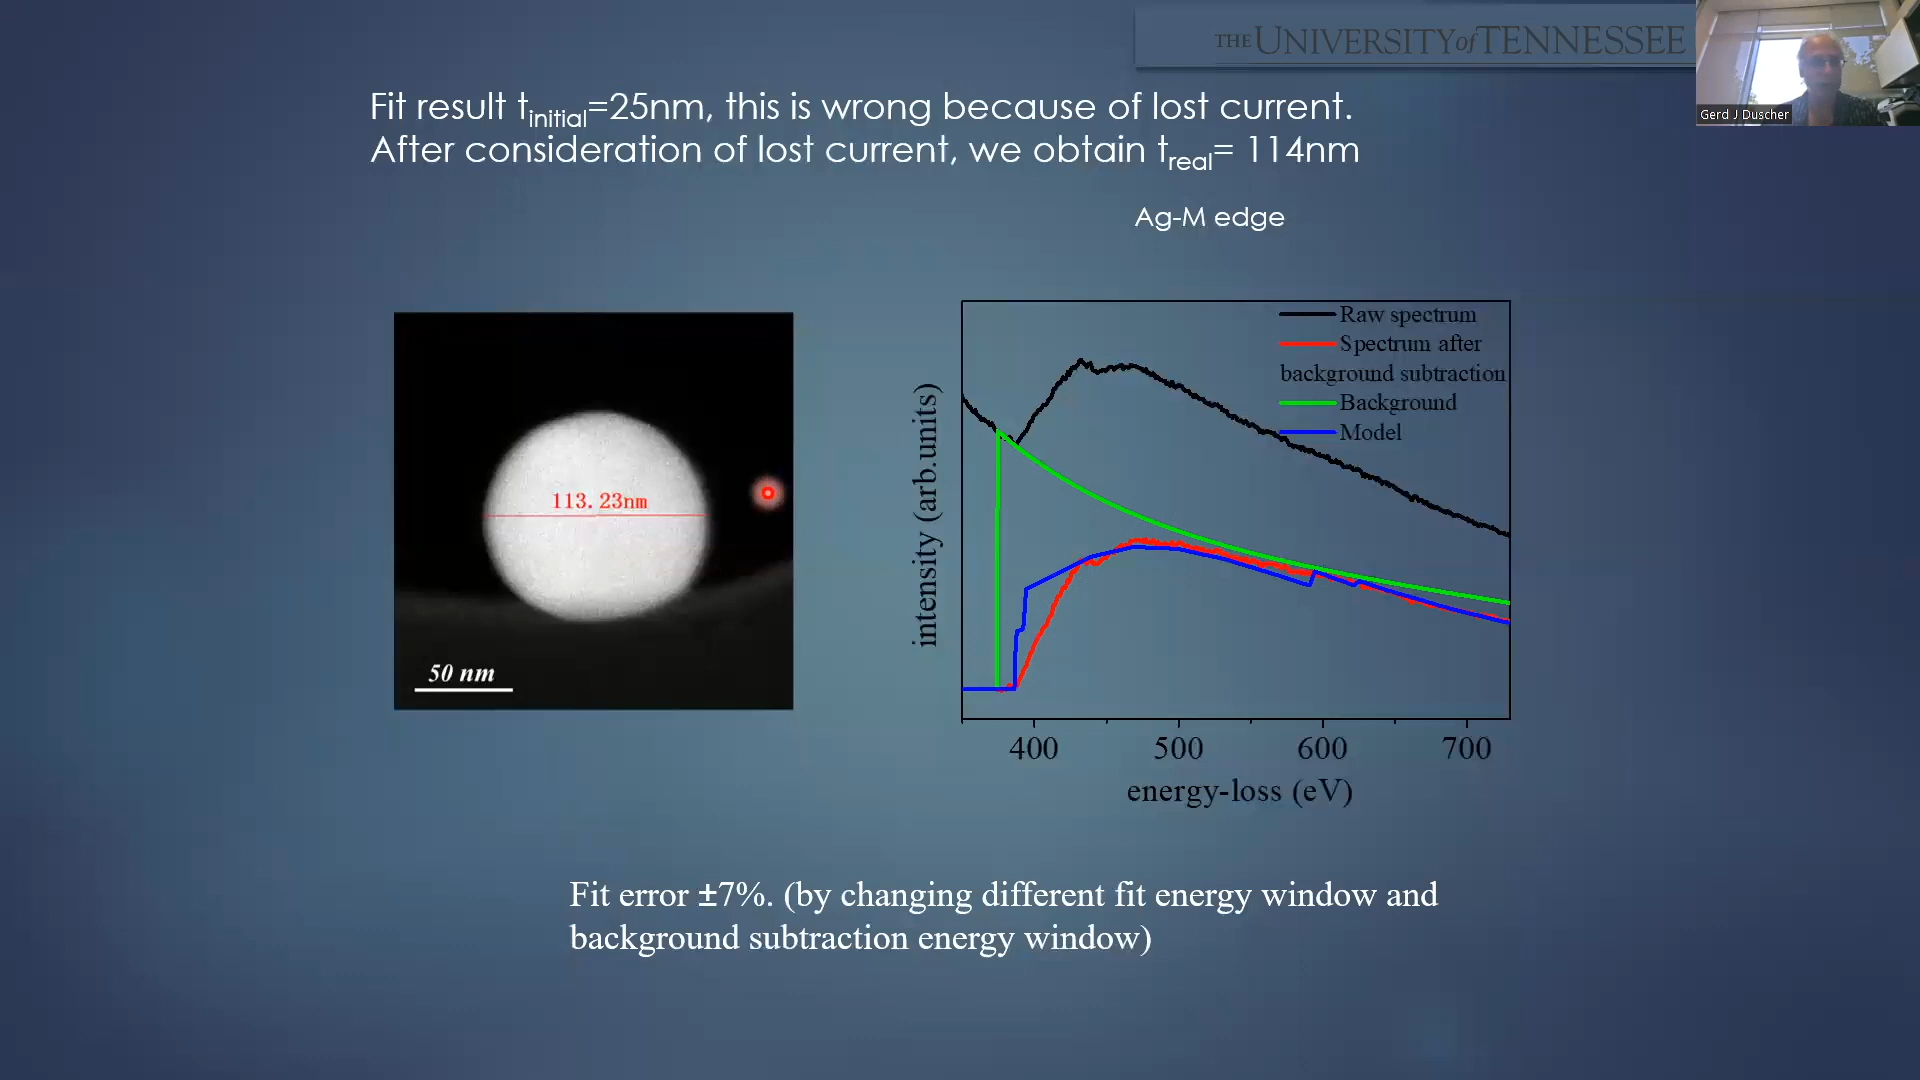 THE UNIVERSITY of TENNESSEE
Gerd J Duscher
Fit result tinitial=25nm, this is wrong because of lost current.
After consideration of lost current, we obtain treal= 114nm
Ag-M edge
113.23nm
50 nm
Raw spectrum
Spectrum after
background subtraction
Background
Model
intensity (arb.units)
400 500 600 700
energy-loss (eV)
Fit error ±7%. (by changing different fit energy window and
background subtraction energy window)